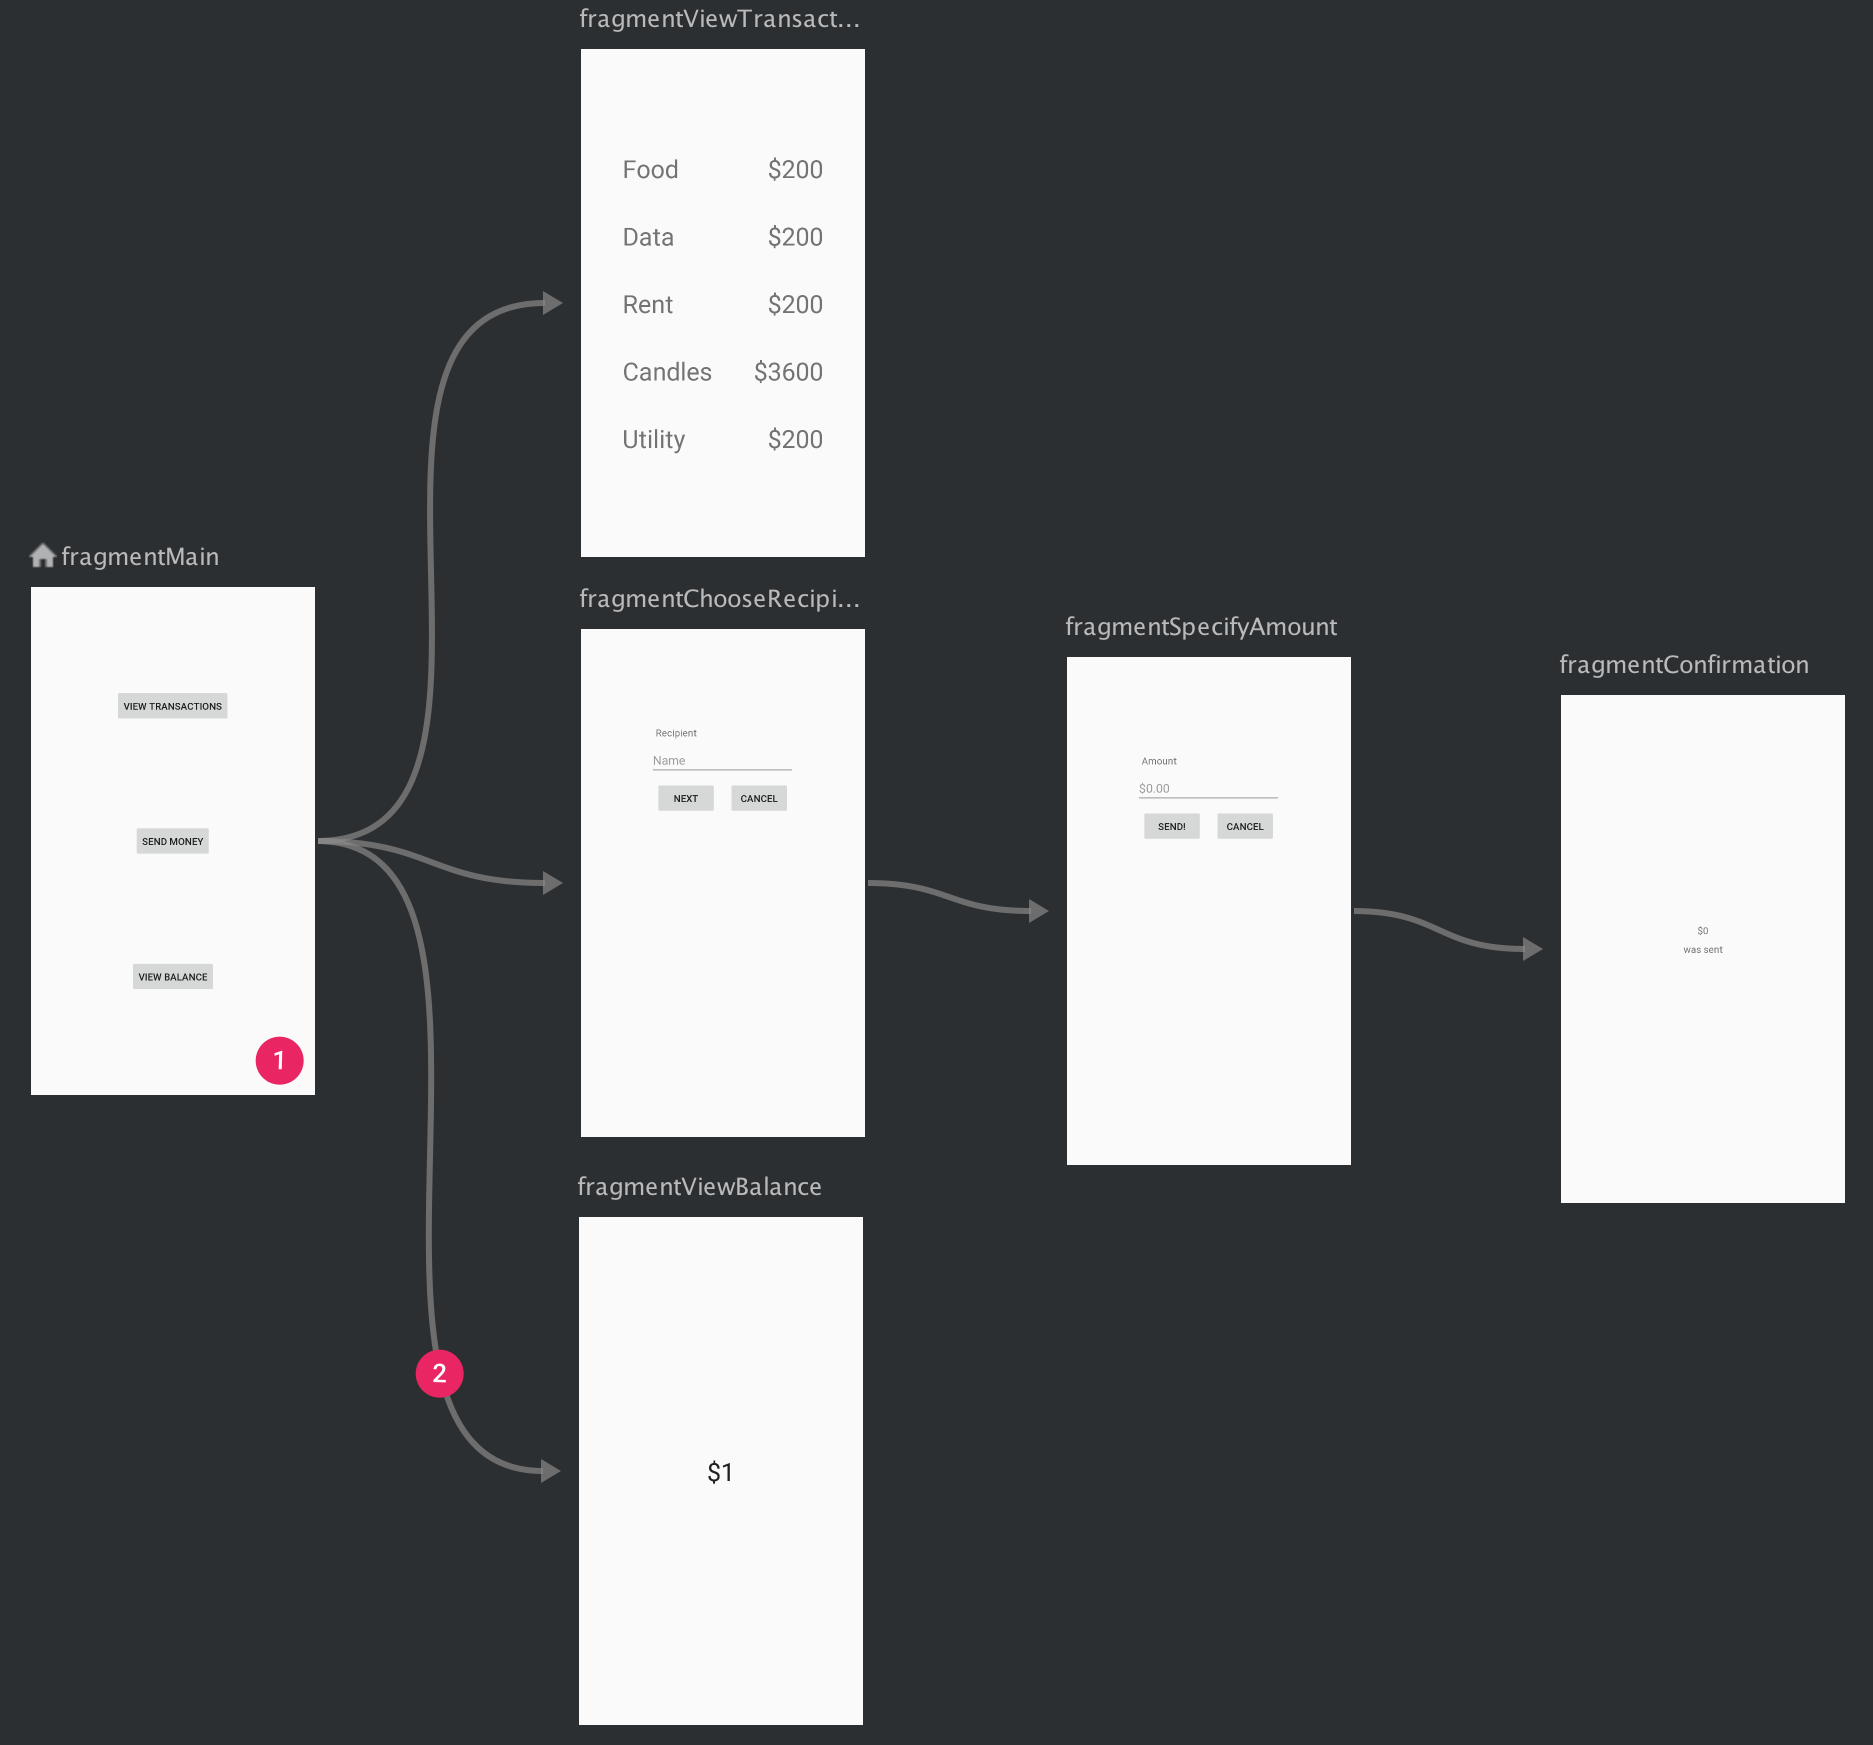 fragmentViewTransact...
Food $200
Data $200
Rent $200
Candles $3600
Utility $200
fragmentMain
VIEW TRANSACTIONS
SEND MONEY
VIEW BALANCE
1
fragmentChooseRecipi...
Recipient
Name
NEXT CANCEL
fragmentSpecifyAmount
Amount
$0.00
SEND! CANCEL
fragmentConfirmation
$0
was sent
2
fragmentViewBalance
$1